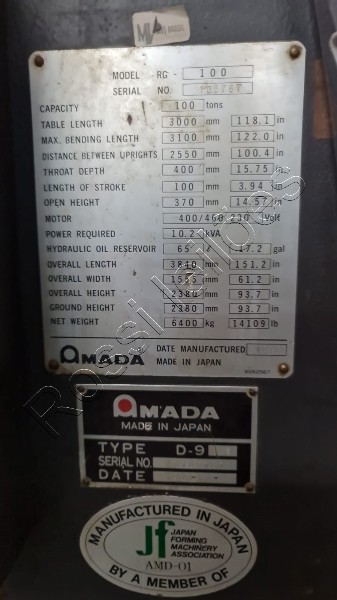 MODEL RG- 100
SERIAL NO.
CAPACITY 100 tons
TABLE LENGTH 3000 mm 118.1 in
MAX. BENDING LENGTH 3100 mm 122.0 in
DISTANCE BETWEEN UPRIGHTS 2550 mm 100.4 in
THROAT DEPTH 400 mm 15.75 in
LENGTH OF STROKE 100 mm 3.94 in
OPEN HEIGHT 370 mm 14.57 in
MOTOR 400/460 230 Volt
POWER REQUIRED 10.2 kVA
HYDRAULIC OIL RESERVOIR 65 l 17.2 gal
OVERALL LENGTH 3840 mm 151.2 in
OVERALL WIDTH 1555 mm 61.2 in
OVERALL HEIGHT 2380 mm 93.7 in
GROUND HEIGHT 2380 mm 93.7 in
NET WEIGHT 6400 kg 14109 lb
AMADA DATE MANUFACTURED
MADE IN JAPAN
AMADA
MADE IN JAPAN
TYPE D-9
SERIAL NO.
DATE
MANUFACTURED IN JAPAN
Jf JAPAN
FORMING
MACHINERY
ASSOCIATION
AMD-01
BY A MEMBER OF